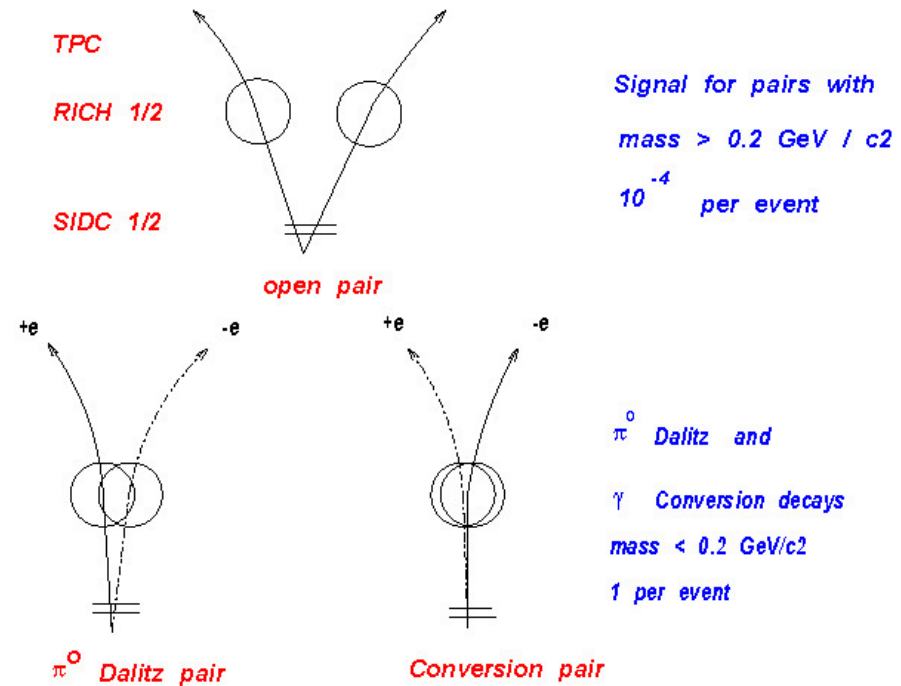 TPC
RICH 1/2
SIDC 1/2
open pair
Signal for pairs with
mass > 0.2 GeV / c2
10^-4 per event
+e
-e
+e
-e
π° Dalitz pair
Conversion pair
π° Dalitz and
γ Conversion decays
mass < 0.2 GeV/c2
1 per event